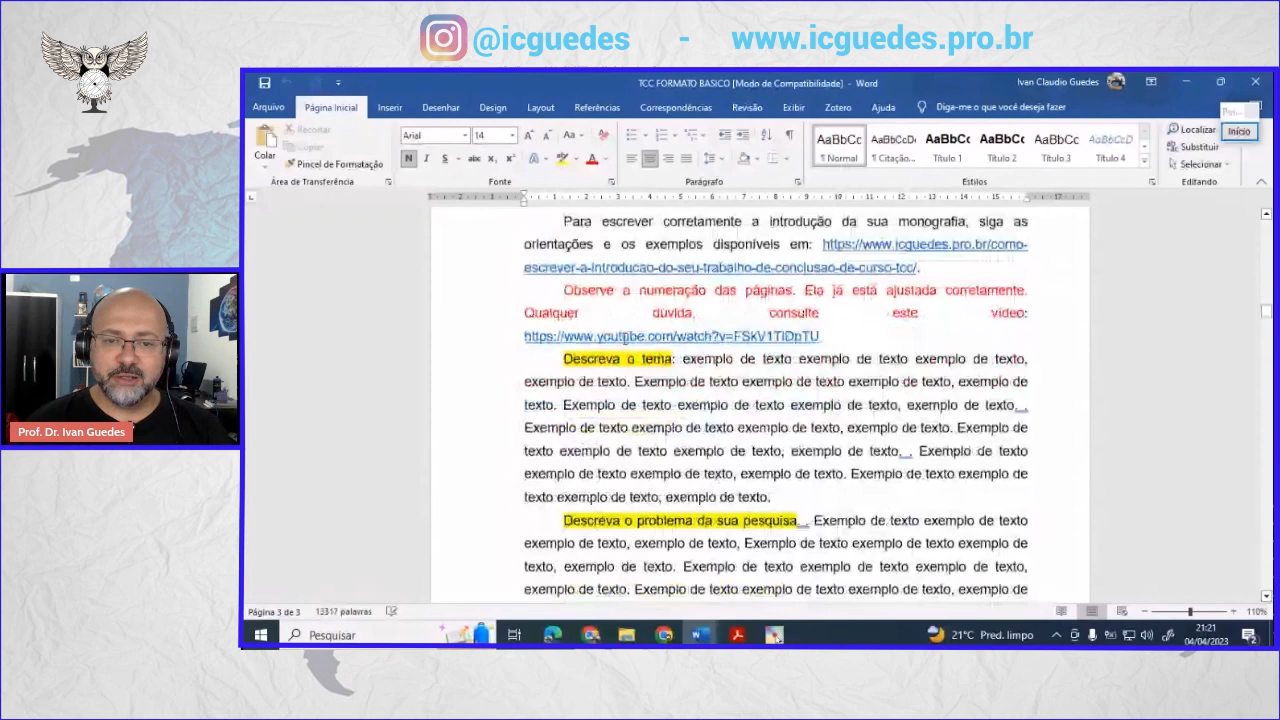 @icguedes - www.icguedes.pro.br
TCC FORMATO BASICO [Modo de Compatibilidade] - Word
Ivan Claudio Guedes
Arquivo Página Inicial Inserir Desenhar Design Layout Referências Correspondências Revisão Exibir Zotero Ajuda Diga-me o que você deseja fazer
Colar
Recortar
Copiar
Pincel de Formatação
Área de Transferência
Arial 14
N I S abc x₂ x²
Fonte
Parágrafo
AaBbCc AaBbCcDc AaBbCc AaBbCc AaBbCc AaBbCcD
¶ Normal ¶ Citação... Título 1 Título 2 Título 3 Título 4
Estilos
Localizar
Substituir
Selecionar
Editando
Início
Para escrever corretamente a introdução da sua monografia, siga as
orientações e os exemplos disponíveis em: https://www.icguedes.pro.br/como-
escrever-a-introducao-do-seu-trabalho-de-conclusao-de-curso-tcc/.
Observe a numeração das páginas. Ela já está ajustada corretamente.
Qualquer dúvida, consulte este vídeo:
https://www.youtube.com/watch?v=FSkV1TlDpTU
Descreva o tema: exemplo de texto exemplo de texto exemplo de texto,
exemplo de texto. Exemplo de texto exemplo de texto exemplo de texto, exemplo de
texto. Exemplo de texto exemplo de texto exemplo de texto, exemplo de texto. .
Exemplo de texto exemplo de texto exemplo de texto, exemplo de texto. Exemplo de
texto exemplo de texto exemplo de texto, exemplo de texto. . Exemplo de texto
exemplo de texto exemplo de texto, exemplo de texto. Exemplo de texto exemplo de
texto exemplo de texto, exemplo de texto.
Descreva o problema da sua pesquisa. . Exemplo de texto exemplo de texto
exemplo de texto, exemplo de texto, Exemplo de texto exemplo de texto exemplo de
texto, exemplo de texto. Exemplo de texto exemplo de texto exemplo de texto,
exemplo de texto. Exemplo de texto exemplo de texto exemplo de texto, exemplo de
Prof. Dr. Ivan Guedes
Página 3 de 3 13317 palavras 110%
Pesquisar
21°C Pred. limpo
21:21
04/04/2023